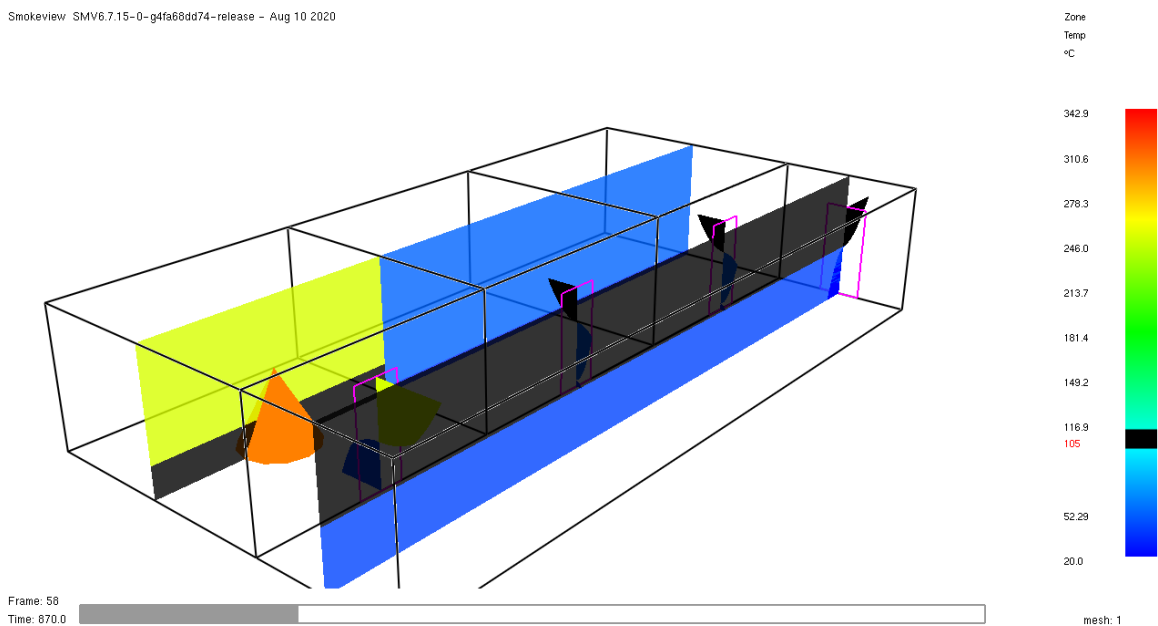 Smokeview SMV6.7.15-0-g4fa68dd74-release - Aug 10 2020
Zone
Temp
°C
342.9
310.6
278.3
246.0
213.7
181.4
149.2
116.9
105
52.29
20.0
Frame: 58
Time: 870.0
mesh: 1